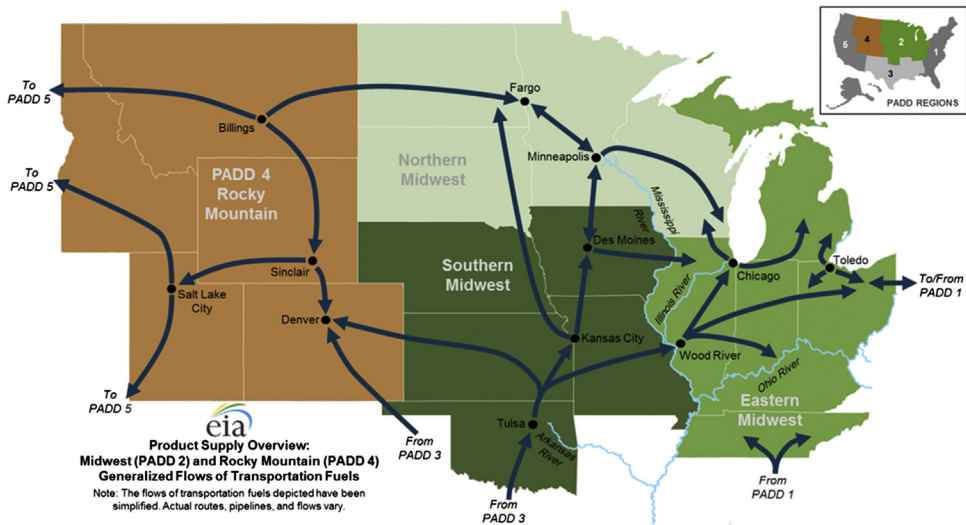 To
PADD 5
Billings
Fargo
Minneapolis
To
PADD 5
PADD 4
Rocky
Mountain
Northern
Midwest
Mississippi
River
Sinclair
Salt Lake
City
Denver
Southern
Midwest
Des Moines
Illinois River
Chicago
Toledo
To/From
PADD 1
Kansas City
Wood River
Ohio River
Eastern
Midwest
To
PADD 5
Tulsa
Arkansas
River
From
PADD 3
From
PADD 3
From
PADD 1
5
4
2
1
3
PADD REGIONS
eia
Product Supply Overview:
Midwest (PADD 2) and Rocky Mountain (PADD 4)
Generalized Flows of Transportation Fuels
Note: The flows of transportation fuels depicted have been
simplified. Actual routes, pipelines, and flows vary.